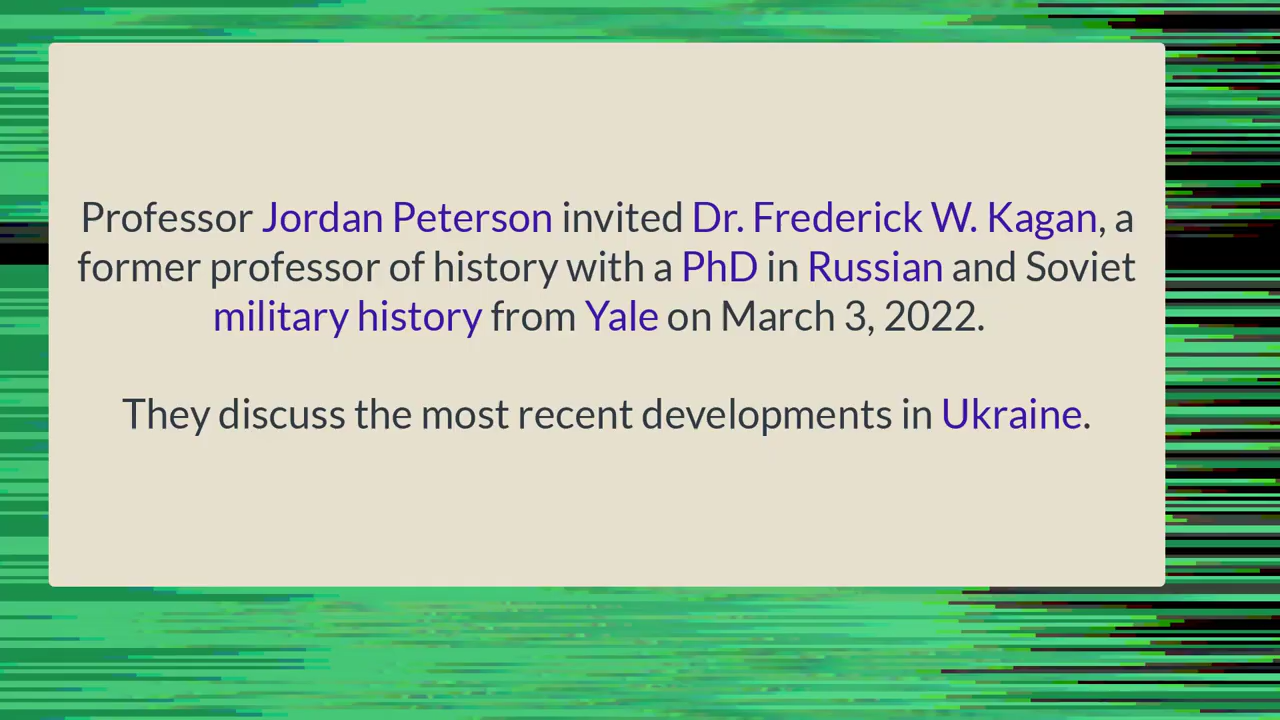 Professor Jordan Peterson invited Dr. Frederick W. Kagan, a
former professor of history with a PhD in Russian and Soviet
military history from Yale on March 3, 2022.
They discuss the most recent developments in Ukraine.